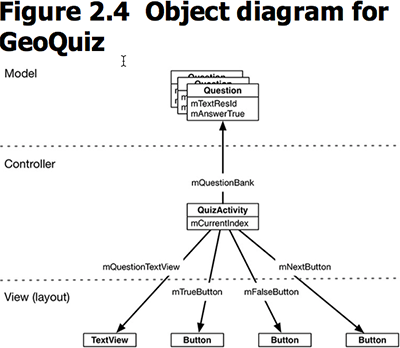 Figure 2.4 Object diagram for
GeoQuiz
Model
Question
Question
Question
mTextResId
mAnswerTrue
Controller
mQuestionBank
QuizActivity
mCurrentIndex
mQuestionTextView
mNextButton
mTrueButton
mFalseButton
View (layout)
TextView
Button
Button
Button